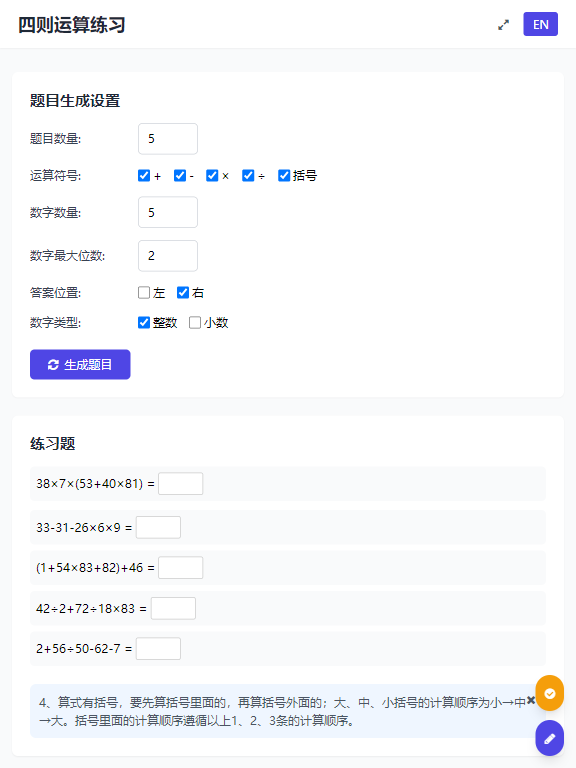 四则运算练习
EN
题目生成设置
题目数量:
5
运算符号:
+ - × ÷ 括号
数字数量:
5
数字最大位数:
2
答案位置:
左 右
数字类型:
整数 小数
生成题目
练习题
38×7×(53+40×81) =
33-31-26×6×9 =
(1+54×83+82)+46 =
42÷2+72÷18×83 =
2+56÷50-62-7 =
4、算式有括号，要先算括号里面的，再算括号外面的；大、中、小括号的计算顺序为小→中
→大。括号里面的计算顺序遵循以上1、2、3条的计算顺序。